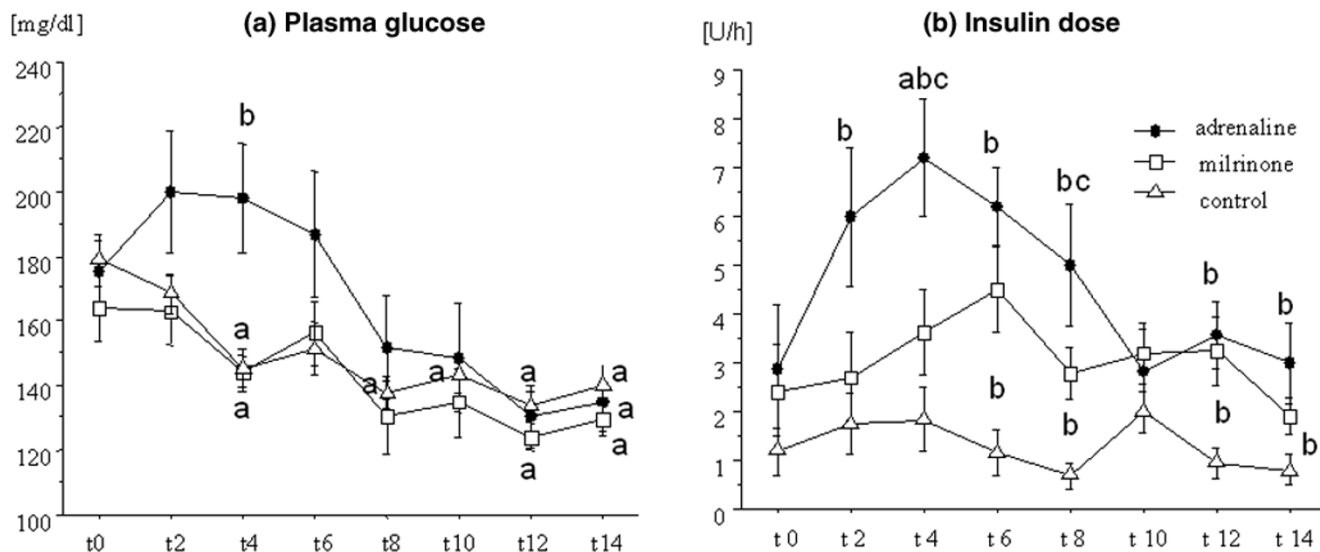 [mg/dl] (a) Plasma glucose
240
220
200
180
160
140
120
100
b
a
a
a
a
a
a
a
a
a
t0 t2 t4 t6 t8 t10 t12 t14
[U/h] (b) Insulin dose
9
8
7
6
5
4
3
2
1
0
abc
b
b
bc
b
b
b
b
b
b
adrenaline
milrinone
control
t 0 t 2 t 4 t 6 t 8 t 10 t 12 t 14